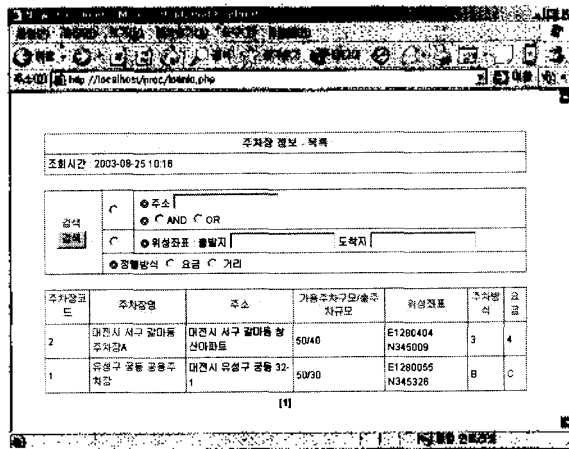 주소(D) http://localhost/proc/lotinfo.php
주차장 정보 - 목록
조회시간 : 2003-08-25 10:16
검색
검색
주소
AND OR
위성좌표 : 출발지 도착지
정렬방식 요금 거리
주차장코드 주차장명 주소 가용주차구모/총주차규모 위성좌표 주차방식 요금
2 대전시 서구 갈마동 주차장A 대전시 서구 갈마동 창산아파트 50/40 E1280404 N345009 3 4
1 유성구 궁동 공용주차장 대전시 유성구 궁동 32-1 50/30 E1280055 N345326 B C
[1]